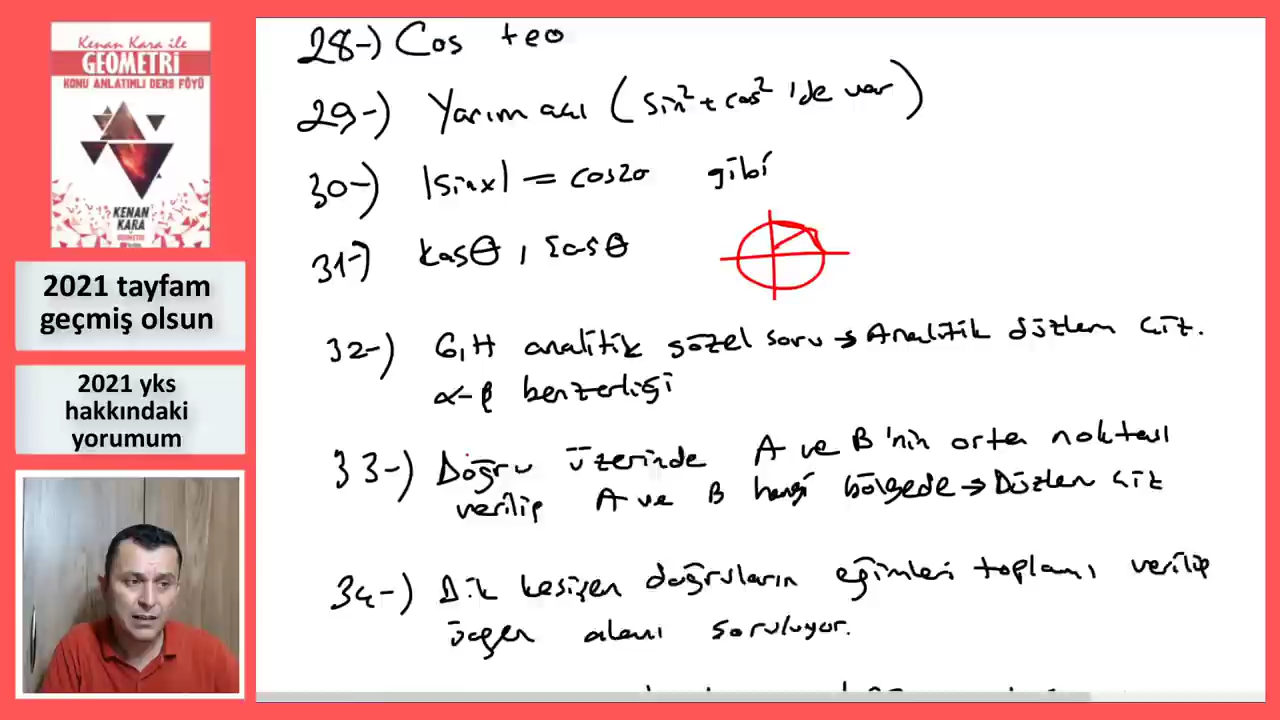 Kenan Kara ile
GEOMETRİ
KONU ANLATIMLI DERS FÖYÜ
KENAN
KARA
2021 tayfam
geçmiş olsun
2021 yks
hakkındaki
yorumum
28-) Cos teo
29-) Yarım açı (sin²+cos² 'de var)
30-) |sinx| = cos20 gibi
31-) kosθ, sosθ
32-) G,H analitik sözel soru → Analitik düzlem çiz.
α-β benzerliği
33-) Doğru üzerinde A ve B'nin orta noktası
verilip A ve B hangi bölgede → Düzlem çiz
34-) Dik kesişen doğruların eğimleri toplamı verilip
üçgen alanı soruluyor.